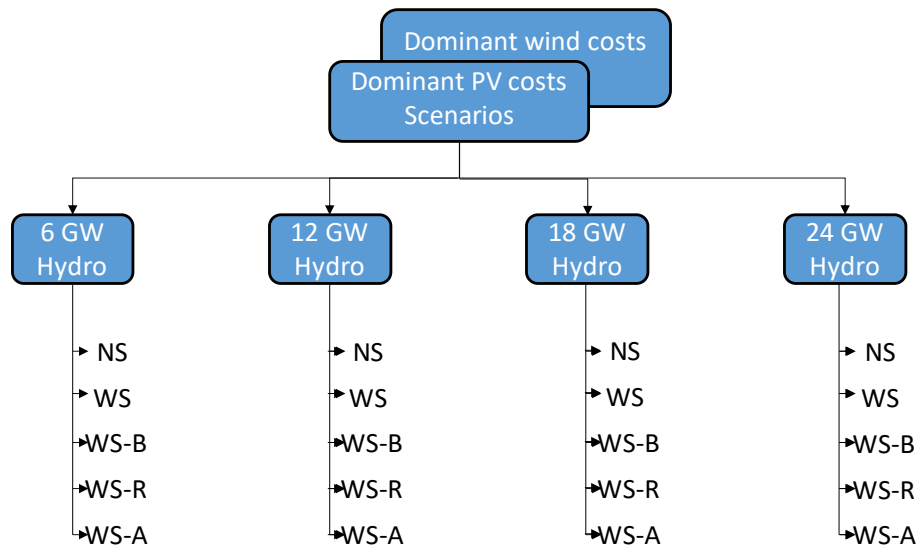 Dominant wind costs
Dominant PV costs
Scenarios
6 GW
Hydro
12 GW
Hydro
18 GW
Hydro
24 GW
Hydro
NS
WS
WS-B
WS-R
WS-A
NS
WS
WS-B
WS-R
WS-A
NS
WS
WS-B
WS-R
WS-A
NS
WS
WS-B
WS-R
WS-A